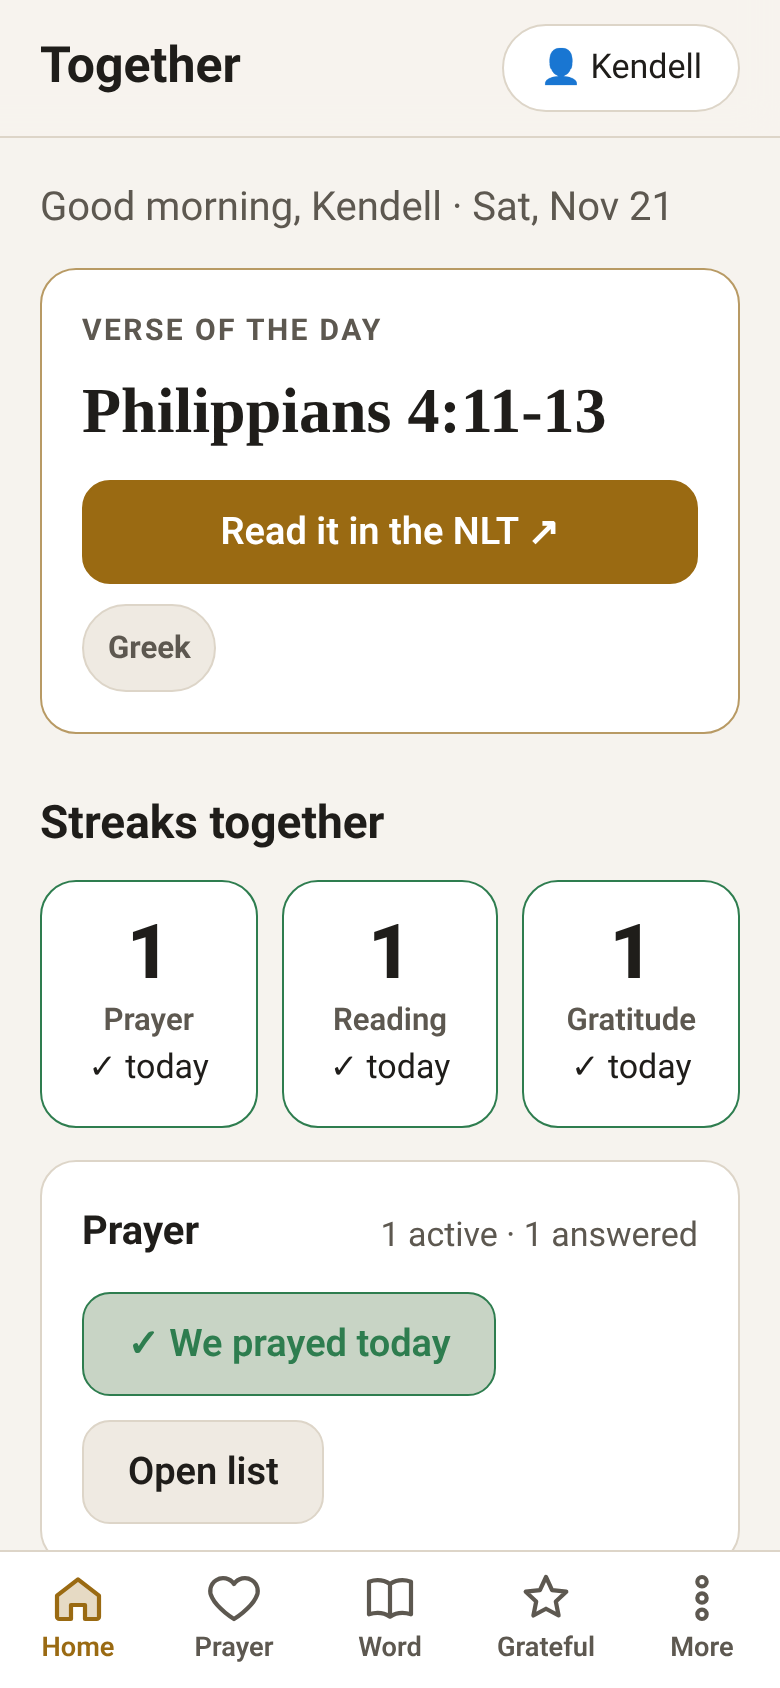 Together
👤 Kendell
Good morning, Kendell · Sat, Nov 21
VERSE OF THE DAY
Philippians 4:11-13
Read it in the NLT ↗
Greek
Streaks together
1
Prayer
✓ today
1
Reading
✓ today
1
Gratitude
✓ today
Prayer
1 active · 1 answered
✓ We prayed today
Open list
Home
Prayer
Word
Grateful
More